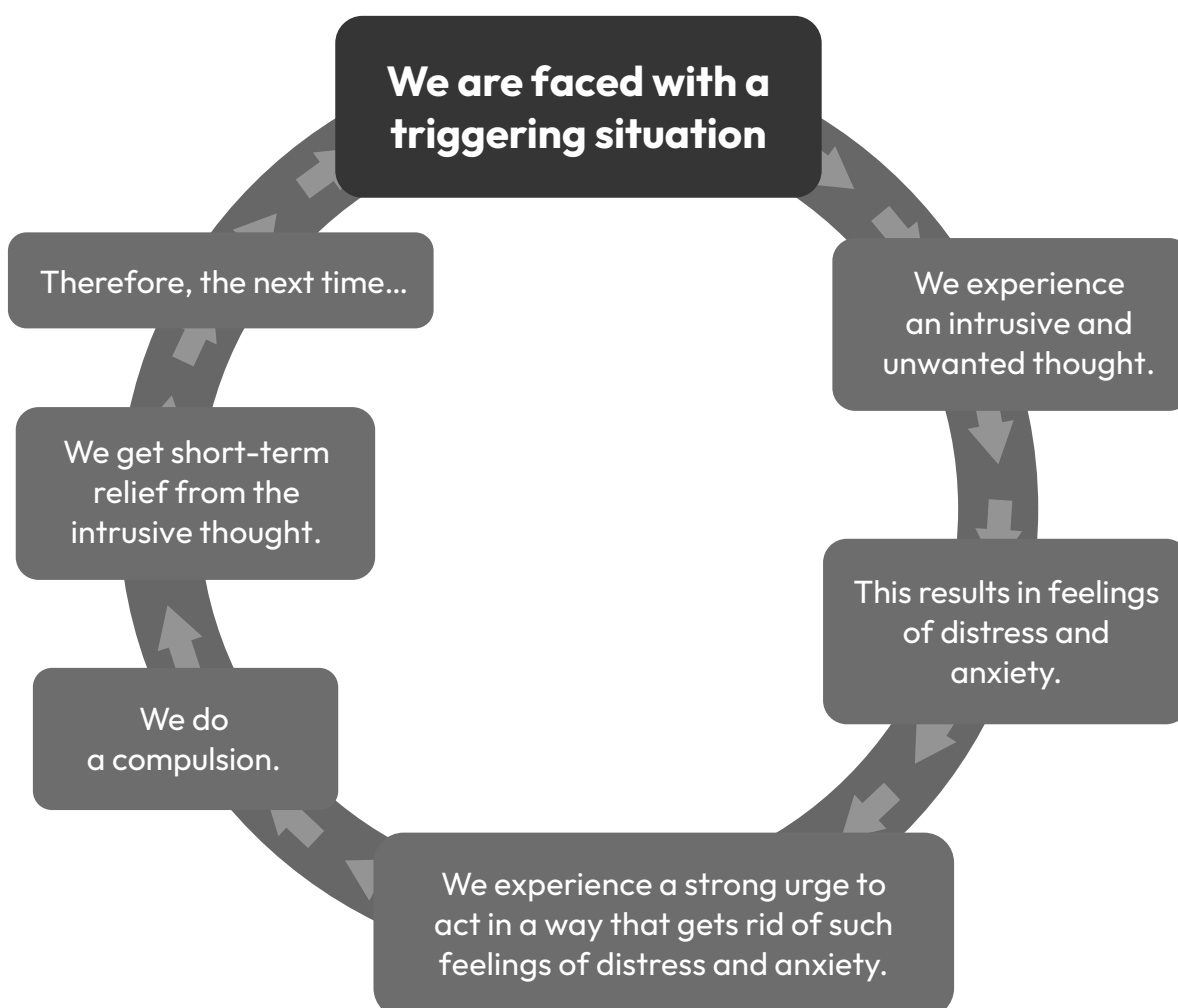 We are faced with a
triggering situation
We experience
an intrusive and
unwanted thought.
This results in feelings
of distress and
anxiety.
We experience a strong urge to
act in a way that gets rid of such
feelings of distress and anxiety.
We do
a compulsion.
We get short-term
relief from the
intrusive thought.
Therefore, the next time...